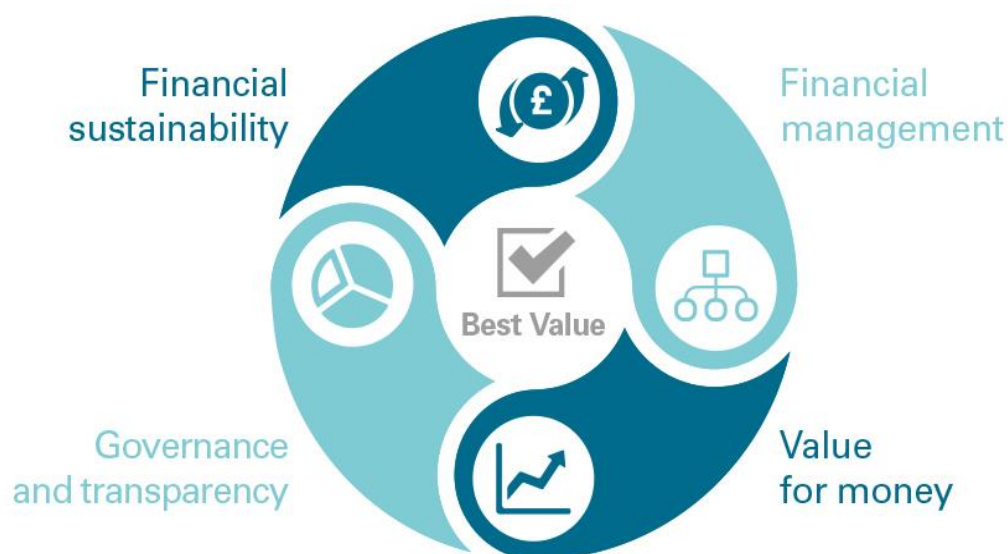 Financial
sustainability
£
Financial
management
Best Value
Governance
and transparency
Value
for money